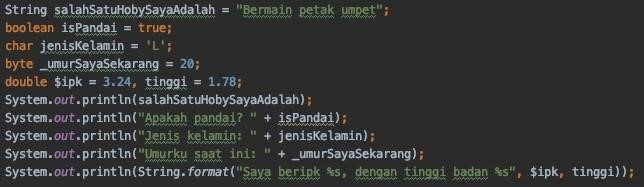 String salahSatuHobySayaAdalah = "Bermain petak umpet";
boolean isPandai = true;
char jenisKelamin = 'L';
byte _umurSayaSekarang = 20;
double $ipk = 3.24, tinggi = 1.78;
System.out.println(salahSatuHobySayaAdalah);
System.out.println("Apakah pandai? " + isPandai);
System.out.println("Jenis kelamin: " + jenisKelamin);
System.out.println("Umurku saat ini: " + _umurSayaSekarang);
System.out.println(String.format("Saya beripk %s, dengan tinggi badan %s", $ipk, tinggi));